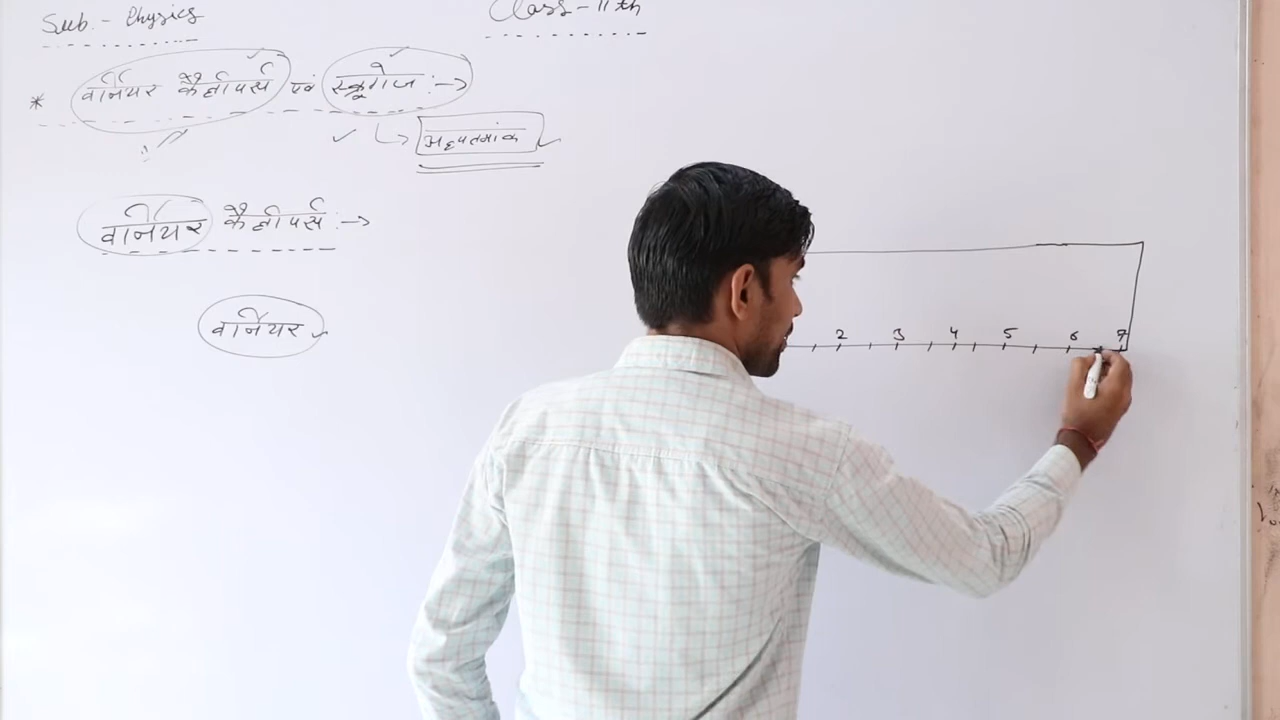 Sub. - Physics
Class - 11th
* वर्नियर कैलीपर्स एवं स्क्रूगेज :→
अल्पतमांक
वर्नियर कैलीपर्स :→
वर्नियर
2 3 4 5 6 7